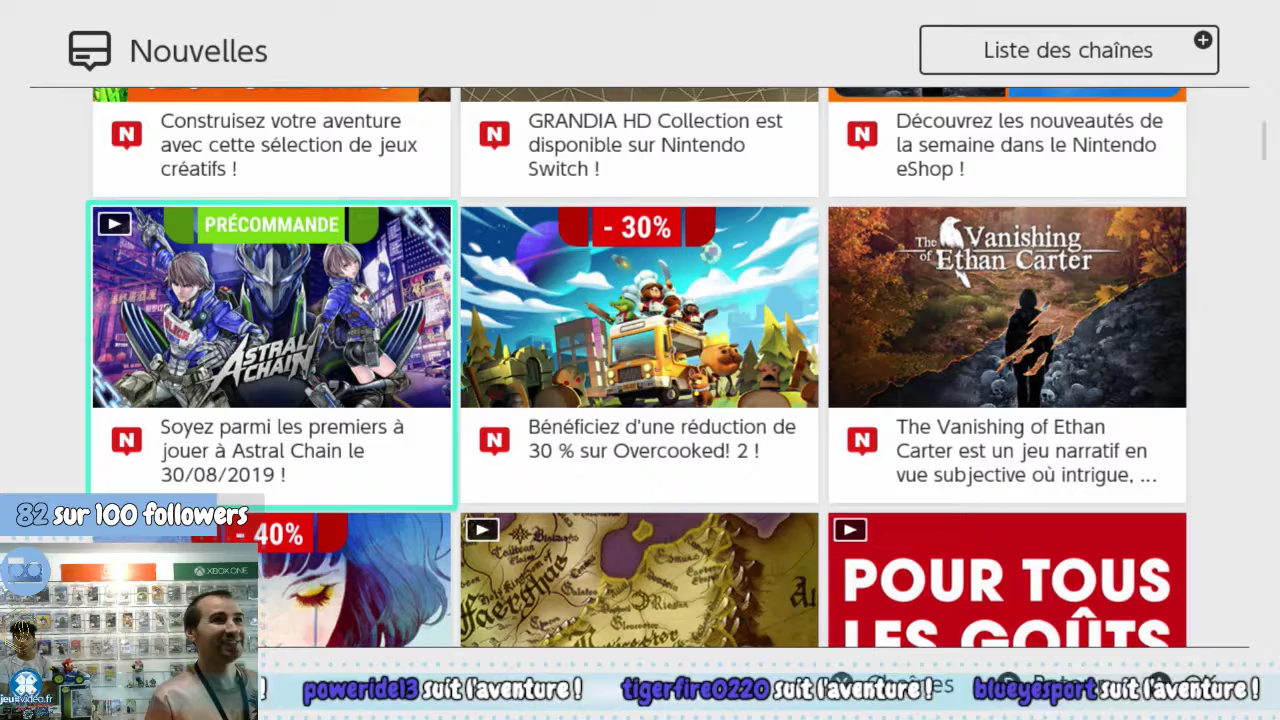 Nouvelles
Liste des chaînes
Construisez votre aventure
avec cette sélection de jeux
créatifs !
GRANDIA HD Collection est
disponible sur Nintendo
Switch !
Découvrez les nouveautés de
la semaine dans le Nintendo
eShop !
PRÉCOMMANDE
ASTRAL
CHAIN
- 30%
The Vanishing
of Ethan Carter
Soyez parmi les premiers à
jouer à Astral Chain le
30/08/2019 !
Bénéficiez d'une réduction de
30 % sur Overcooked! 2 !
The Vanishing of Ethan
Carter est un jeu narratif en
vue subjective où intrigue, ...
82 sur 100 followers
- 40%
POUR TOUS
LES GOÛTS
XBOX ONE
jeuxvideo.fr
! poweride13 suit l'aventure ! tigerfire0220 suit l'aventure ! blueyesport suit l'aventure !